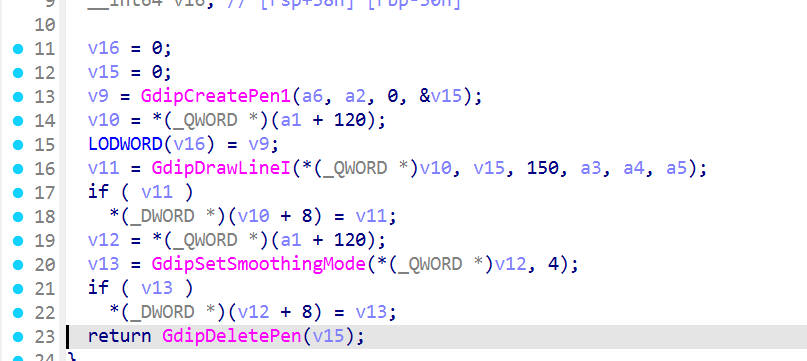 9 __int64 v16; // [rsp+58h] [rbp-50h]
10
11 v16 = 0;
12 v15 = 0;
13 v9 = GdipCreatePen1(a6, a2, 0, &v15);
14 v10 = *(_QWORD *)(a1 + 120);
15 LODWORD(v16) = v9;
16 v11 = GdipDrawLineI(*(_QWORD *)v10, v15, 150, a3, a4, a5);
17 if ( v11 )
18 *(_DWORD *)(v10 + 8) = v11;
19 v12 = *(_QWORD *)(a1 + 120);
20 v13 = GdipSetSmoothingMode(*(_QWORD *)v12, 4);
21 if ( v13 )
22 *(_DWORD *)(v12 + 8) = v13;
23 return GdipDeletePen(v15);
24 }